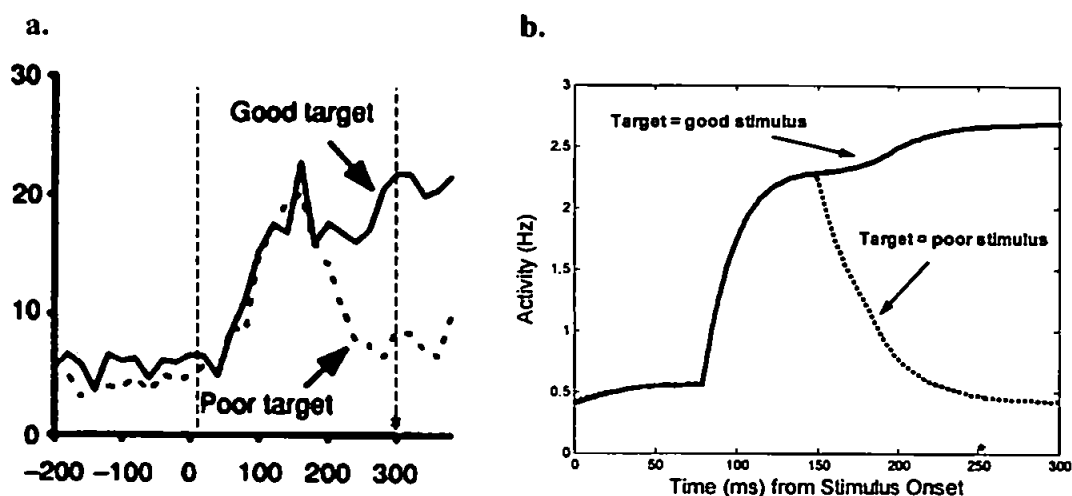 a.
30
20
10
0
-200 -100 0 100 200 300
Good target
Poor target
b.
3
2.5
2
1.5
1
0.5
0
Activity (Hz)
Target = good stimulus
Target = poor stimulus
0 50 100 150 200 250 300
Time (ms) from Stimulus Onset